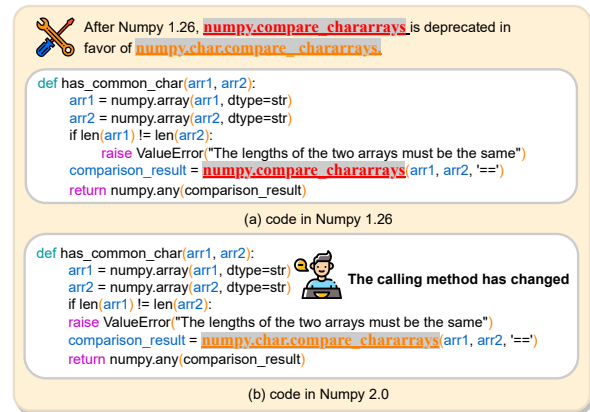 After Numpy 1.26, numpy.compare_chararrays is deprecated in
favor of numpy.char.compare_ chararrays.
def has_common_char(arr1, arr2):
arr1 = numpy.array(arr1, dtype=str)
arr2 = numpy.array(arr2, dtype=str)
if len(arr1) != len(arr2):
raise ValueError("The lengths of the two arrays must be the same")
comparison_result = numpy.compare_chararrays(arr1, arr2, '==')
return numpy.any(comparison_result)
(a) code in Numpy 1.26
def has_common_char(arr1, arr2):
arr1 = numpy.array(arr1, dtype=str)
arr2 = numpy.array(arr2, dtype=str)
The calling method has changed
if len(arr1) != len(arr2):
raise ValueError("The lengths of the two arrays must be the same")
comparison_result = numpy.char.compare_chararrays(arr1, arr2, '==')
return numpy.any(comparison_result)
(b) code in Numpy 2.0